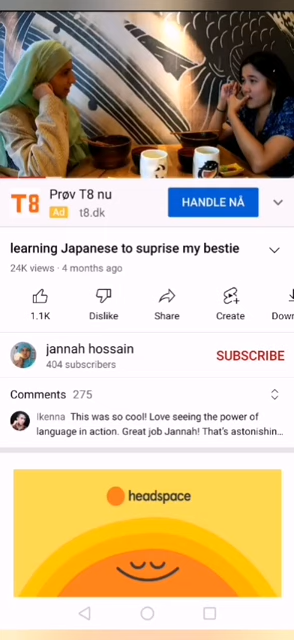 T8
Prøv T8 nu
Ad t8.dk
HANDLE NÅ
learning Japanese to suprise my bestie
24K views · 4 months ago
1.1K
Dislike
Share
Create
Down
jannah hossain
404 subscribers
SUBSCRIBE
Comments 275
Ikenna This was so cool! Love seeing the power of
language in action. Great job Jannah! That's astonishin...
headspace